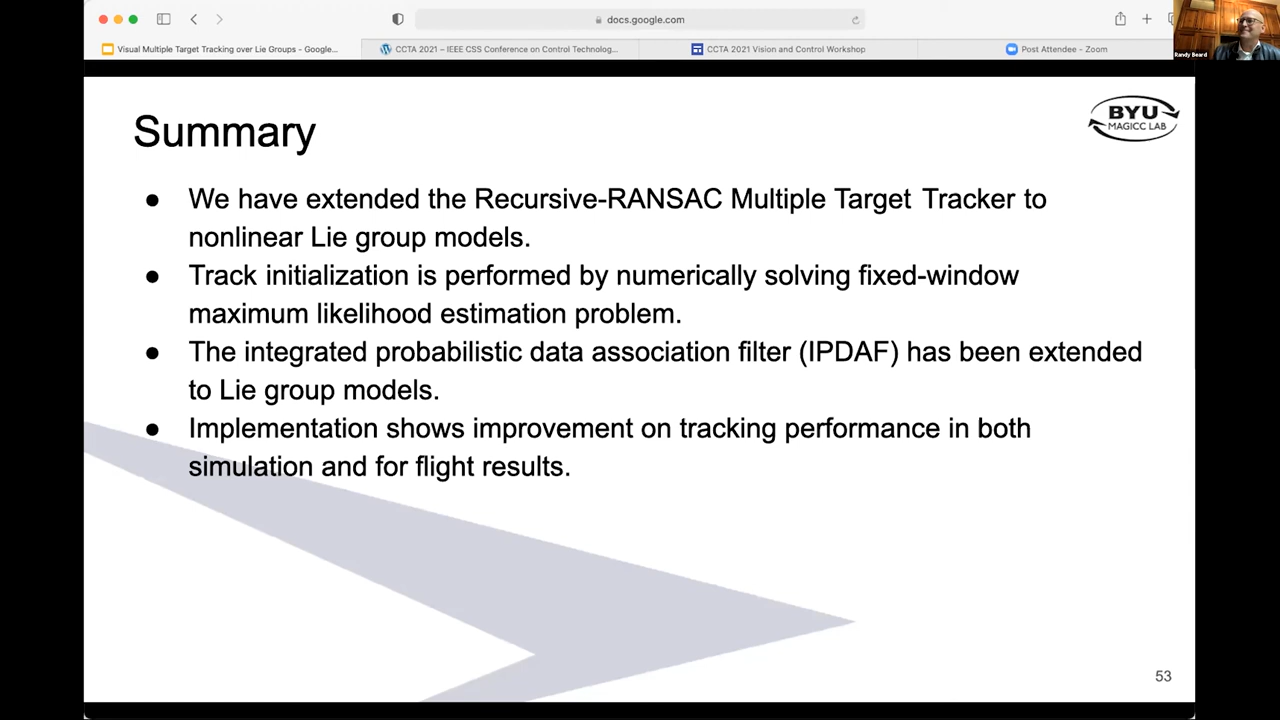 docs.google.com
Visual Multiple Target Tracking over Lie Groups - Google...
CCTA 2021 – IEEE CSS Conference on Control Technolog...
CCTA 2021 Vision and Control Workshop
Post Attendee - Zoom
Randy Beard
BYU
MAGICC LAB
Summary
● We have extended the Recursive-RANSAC Multiple Target Tracker to
nonlinear Lie group models.
● Track initialization is performed by numerically solving fixed-window
maximum likelihood estimation problem.
● The integrated probabilistic data association filter (IPDAF) has been extended
to Lie group models.
● Implementation shows improvement on tracking performance in both
simulation and for flight results.
53